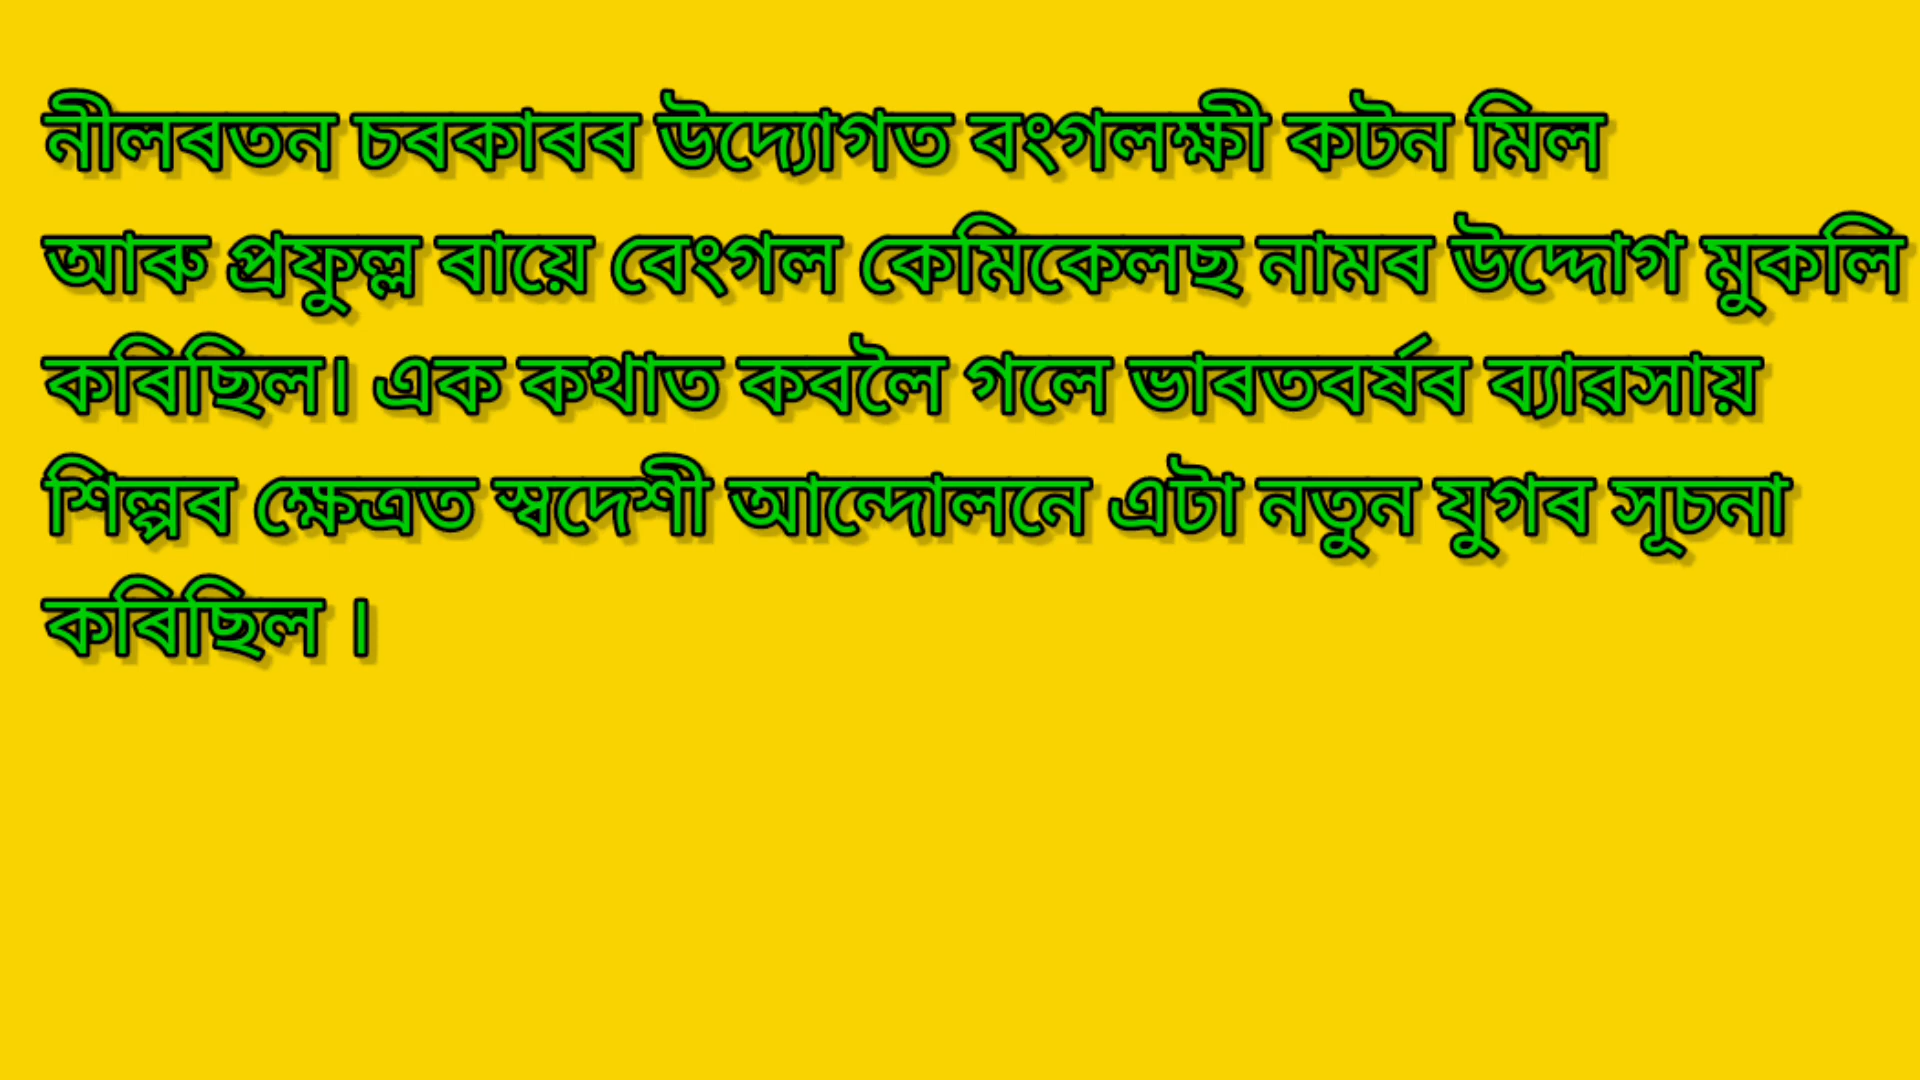 নীলৰতন চৰকাৰৰ উদ্যোগত বংগলক্ষী কটন মিল
আৰু প্ৰফুল্ল ৰায়ে বেংগল কেমিকেলছ নামৰ উদ্দোগ মুকলি
কৰিছিল। এক কথাত কবলৈ গলে ভাৰতবৰ্ষৰ ব্যাৱসায়
শিল্পৰ ক্ষেত্ৰত স্বদেশী আন্দোলনে এটা নতুন যুগৰ সূচনা
কৰিছিল ।